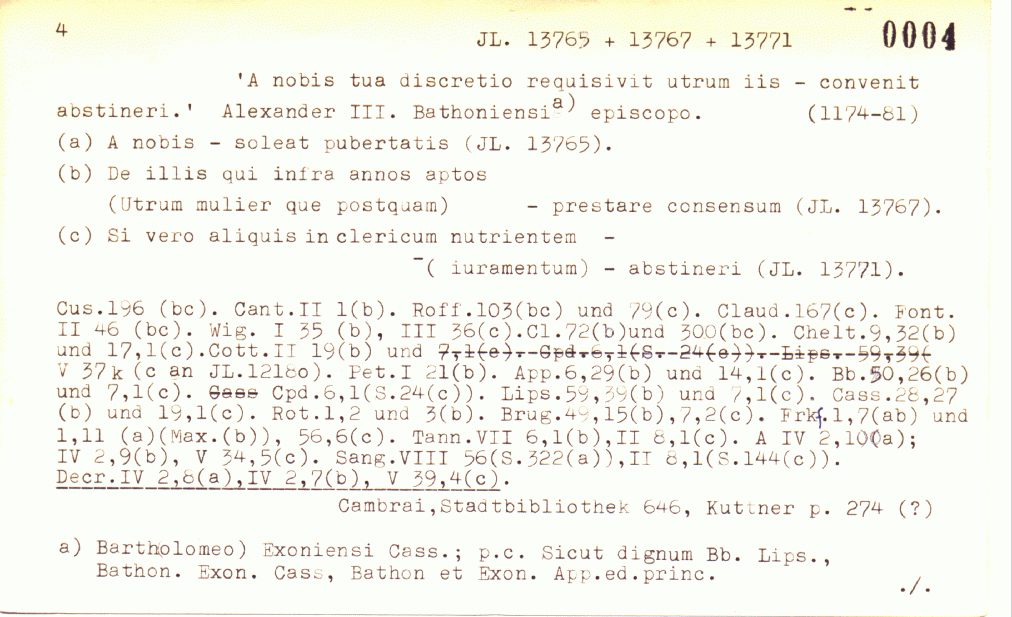 4
JL. 13765 + 13767 + 13771
0004
'A nobis tua discretio requisivit utrum iis - convenit
abstineri.' Alexander III. Bathoniensi a) episcopo. (1174-81)
(a) A nobis - soleat pubertatis (JL. 13765).
(b) De illis qui infra annos aptos
(Utrum mulier que postquam) - prestare consensum (JL. 13767).
(c) Si vero aliquis in clericum nutrientem -
-( iuramentum) - abstineri (JL. 13771).
Cus.196 (bc). Cant.II 1(b). Roff.103(bc) und 79(c). Claud.167(c). Font.
II 46 (bc). Wig. I 35 (b), III 36(c).Cl.72(b)und 300(bc). Chelt.9,32(b)
und 17,1(c).Cott.II 19(b) und 7,1(c). Cpd.6,1(S. 24(c)). Lips. 59,39(
V 37k (c an JL.12180). Pet.I 21(b). App.6,29(b) und 14,1(c). Bb.50,26(b)
und 7,1(c). Cass Cpd.6,1(S.24(c)). Lips.59,39(b) und 7,1(c). Cass.28,27
(b) und 19,1(c). Rot.1,2 und 3(b). Brug.49,15(b),7,2(c). Frkf.1,7(ab) und
1,11 (a)(Max.(b)), 56,6(c). Tann.VII 6,1(b),II 8,1(c). A IV 2,10(a);
IV 2,9(b), V 34,5(c). Sang.VIII 56(S.322(a)),II 8,1(S.144(c)).
Decr.IV 2,8(a),IV 2,7(b), V 39,4(c).
Cambrai,Stadtbibliothek 646, Kuttner p. 274 (?)
a) Bartholomeo) Exoniensi Cass.; p.c. Sicut dignum Bb. Lips.,
Bathon. Exon. Cass, Bathon et Exon. App.ed.princ.
./.